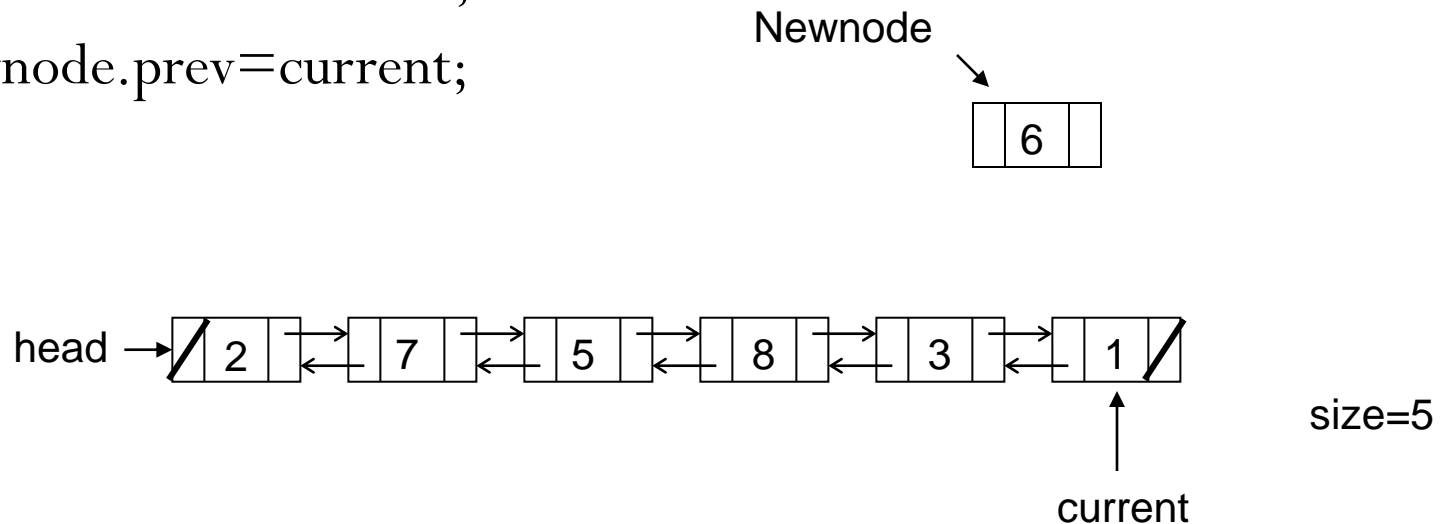 ;
node.prev=current;
Newnode
6
head
2 7 5 8 3 1
size=5
current